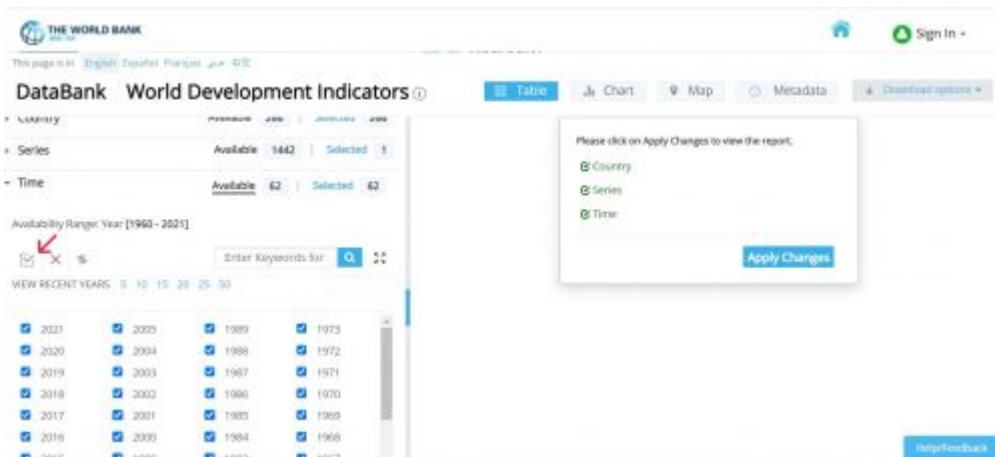 THE WORLD BANK
Sign In
This page is in English Español Français عربي 中文
DataBank World Development Indicators
Table
Chart
Map
Metadata
Download options
Country Available 266 | Selected 266
Series Available 1442 | Selected 1
Time Available 62 | Selected 62
Availability Range: Year [1960 - 2021]
Enter Keywords for
VIEW RECENT YEARS 5 10 15 20 25 50
2021 2005 1989 1973
2020 2004 1988 1972
2019 2003 1987 1971
2018 2002 1986 1970
2017 2001 1985 1969
2016 2000 1984 1968
Please click on Apply Changes to view the report.
Country
Series
Time
Apply Changes
Help/Feedback